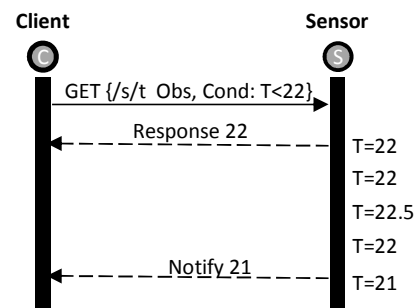 Client Sensor
C S
GET {/s/t Obs, Cond: T<22}
Response 22
T=22
T=22
T=22.5
T=22
Notify 21
T=21